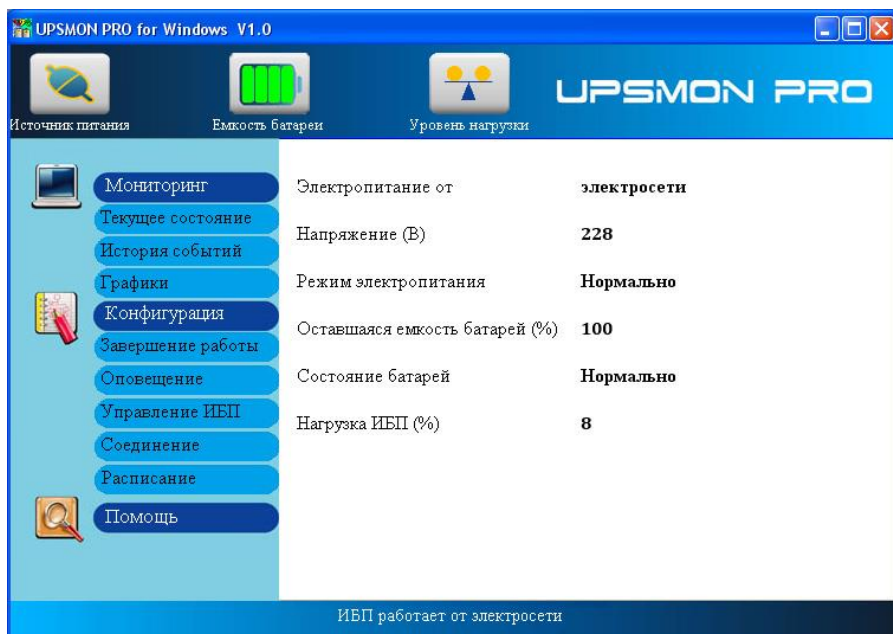 UPSMON PRO for Windows V1.0
Источник питания
Емкость батареи
Уровень нагрузки
UPSMON PRO
Мониторинг
Текущее состояние
История событий
Графики
Конфигурация
Завершение работы
Оповещение
Управление ИБП
Соединение
Расписание
Помощь
Электропитание от электросети
Напряжение (В) 228
Режим электропитания Нормально
Оставшаяся емкость батарей (%) 100
Состояние батарей Нормально
Нагрузка ИБП (%) 8
ИБП работает от электросети